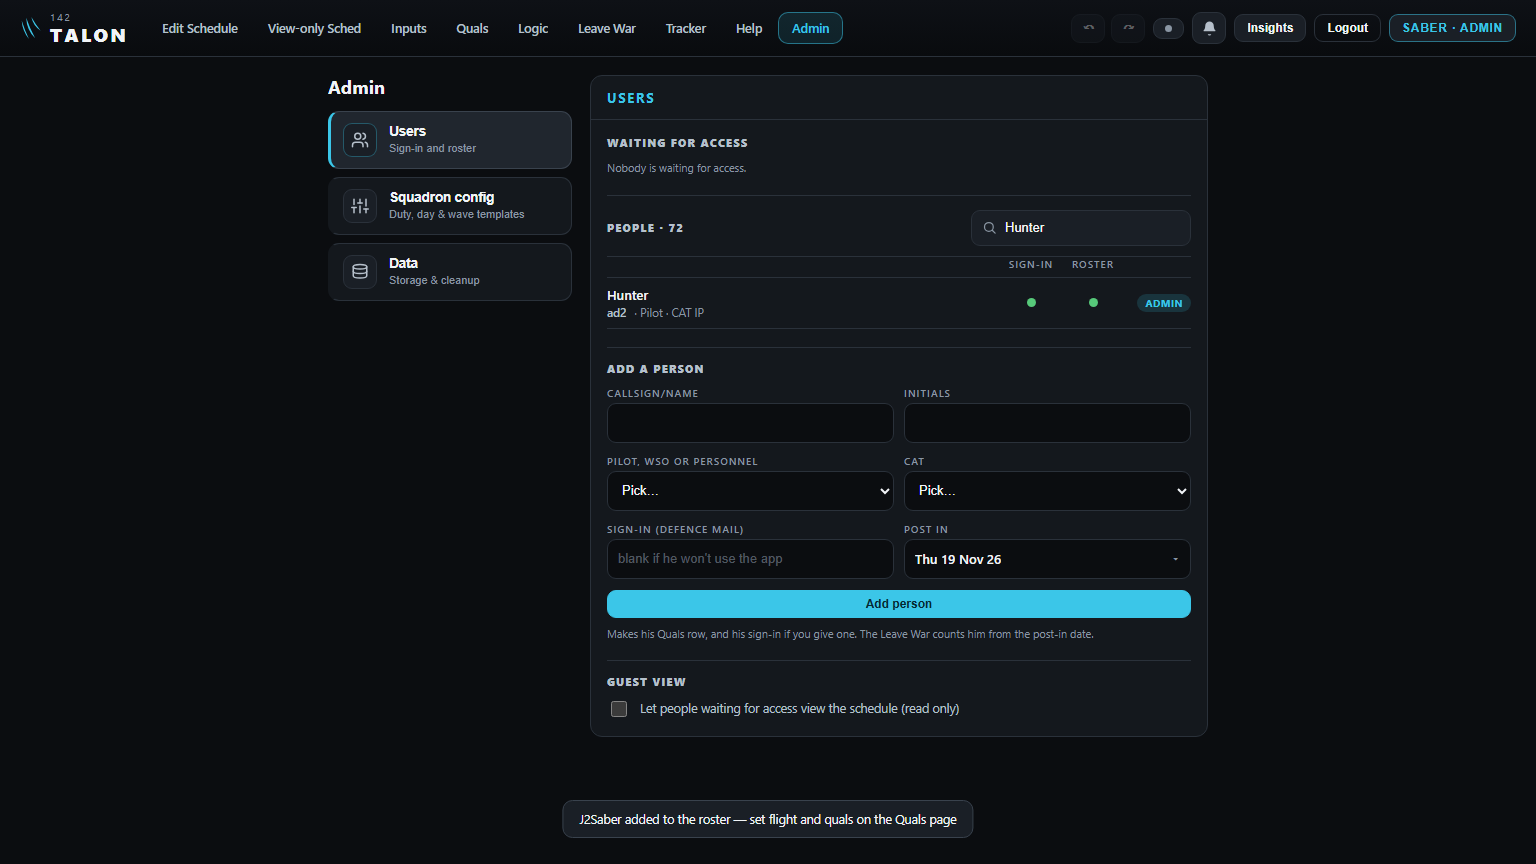 142
TALON
Edit Schedule
View-only Sched
Inputs
Quals
Logic
Leave War
Tracker
Help
Admin
Insights
Logout
SABER · ADMIN
Admin
Users
Sign-in and roster
Squadron config
Duty, day & wave templates
Data
Storage & cleanup
USERS
WAITING FOR ACCESS
Nobody is waiting for access.
PEOPLE · 72
Hunter
SIGN-IN
ROSTER
Hunter
ad2 · Pilot · CAT IP
ADMIN
ADD A PERSON
CALLSIGN/NAME
INITIALS
PILOT, WSO OR PERSONNEL
CAT
Pick...
Pick...
SIGN-IN (DEFENCE MAIL)
POST IN
blank if he won't use the app
Thu 19 Nov 26
Add person
Makes his Quals row, and his sign-in if you give one. The Leave War counts him from the post-in date.
GUEST VIEW
Let people waiting for access view the schedule (read only)
J2Saber added to the roster — set flight and quals on the Quals page